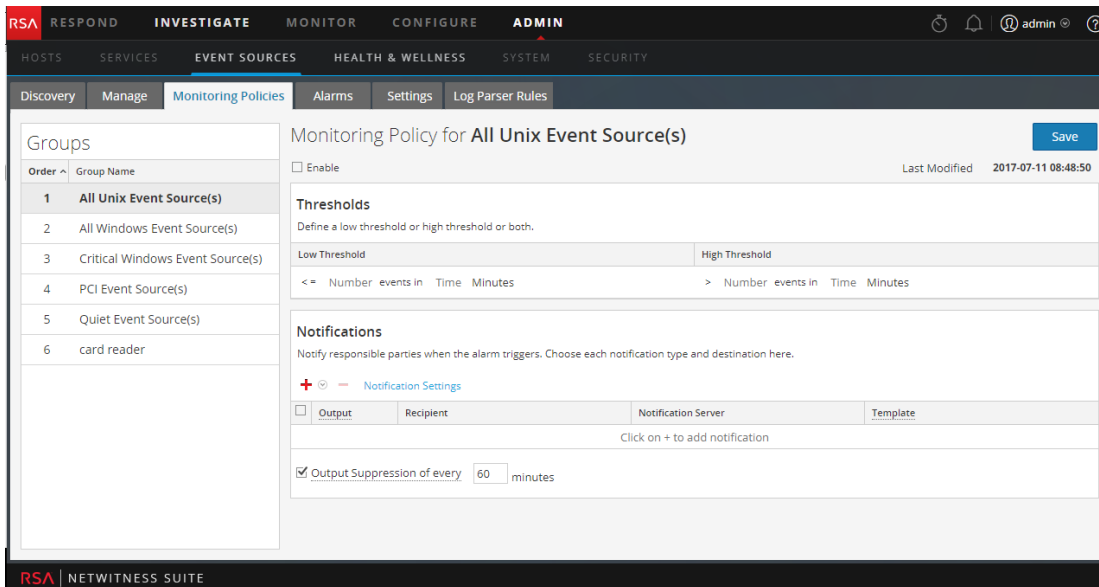 RSA RESPOND INVESTIGATE MONITOR CONFIGURE ADMIN admin
HOSTS SERVICES EVENT SOURCES HEALTH & WELLNESS SYSTEM SECURITY
Discovery Manage Monitoring Policies Alarms Settings Log Parser Rules
Groups
Order Group Name
1 All Unix Event Source(s)
2 All Windows Event Source(s)
3 Critical Windows Event Source(s)
4 PCI Event Source(s)
5 Quiet Event Source(s)
6 card reader
Monitoring Policy for All Unix Event Source(s) Save
Enable Last Modified 2017-07-11 08:48:50
Thresholds
Define a low threshold or high threshold or both.
Low Threshold High Threshold
<= Number events in Time Minutes > Number events in Time Minutes
Notifications
Notify responsible parties when the alarm triggers. Choose each notification type and destination here.
Notification Settings
Output Recipient Notification Server Template
Click on + to add notification
Output Suppression of every 60 minutes
RSA NETWITNESS SUITE